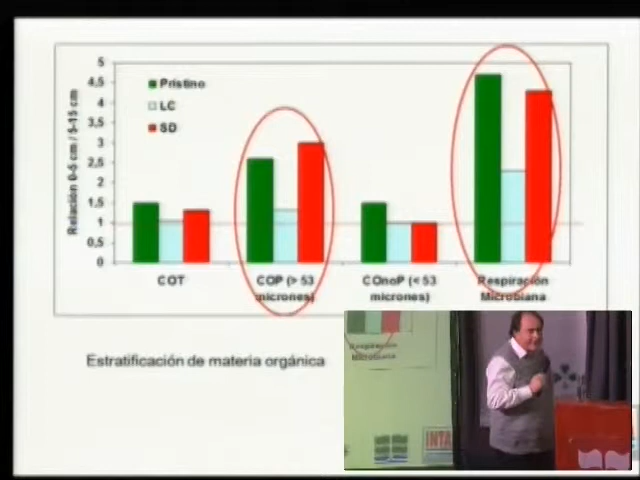 5
4,5
4
3,5
3
2,5
2
1,5
1
0,5
0
Relación 0-5 cm / 5-15 cm
Pristino
LC
SD
COT
COP (> 53
micrones)
COnoP (< 53
micrones)
Respiración
Microbiana
Estratificación de materia orgánica
Respiración
Microbiana
INTA